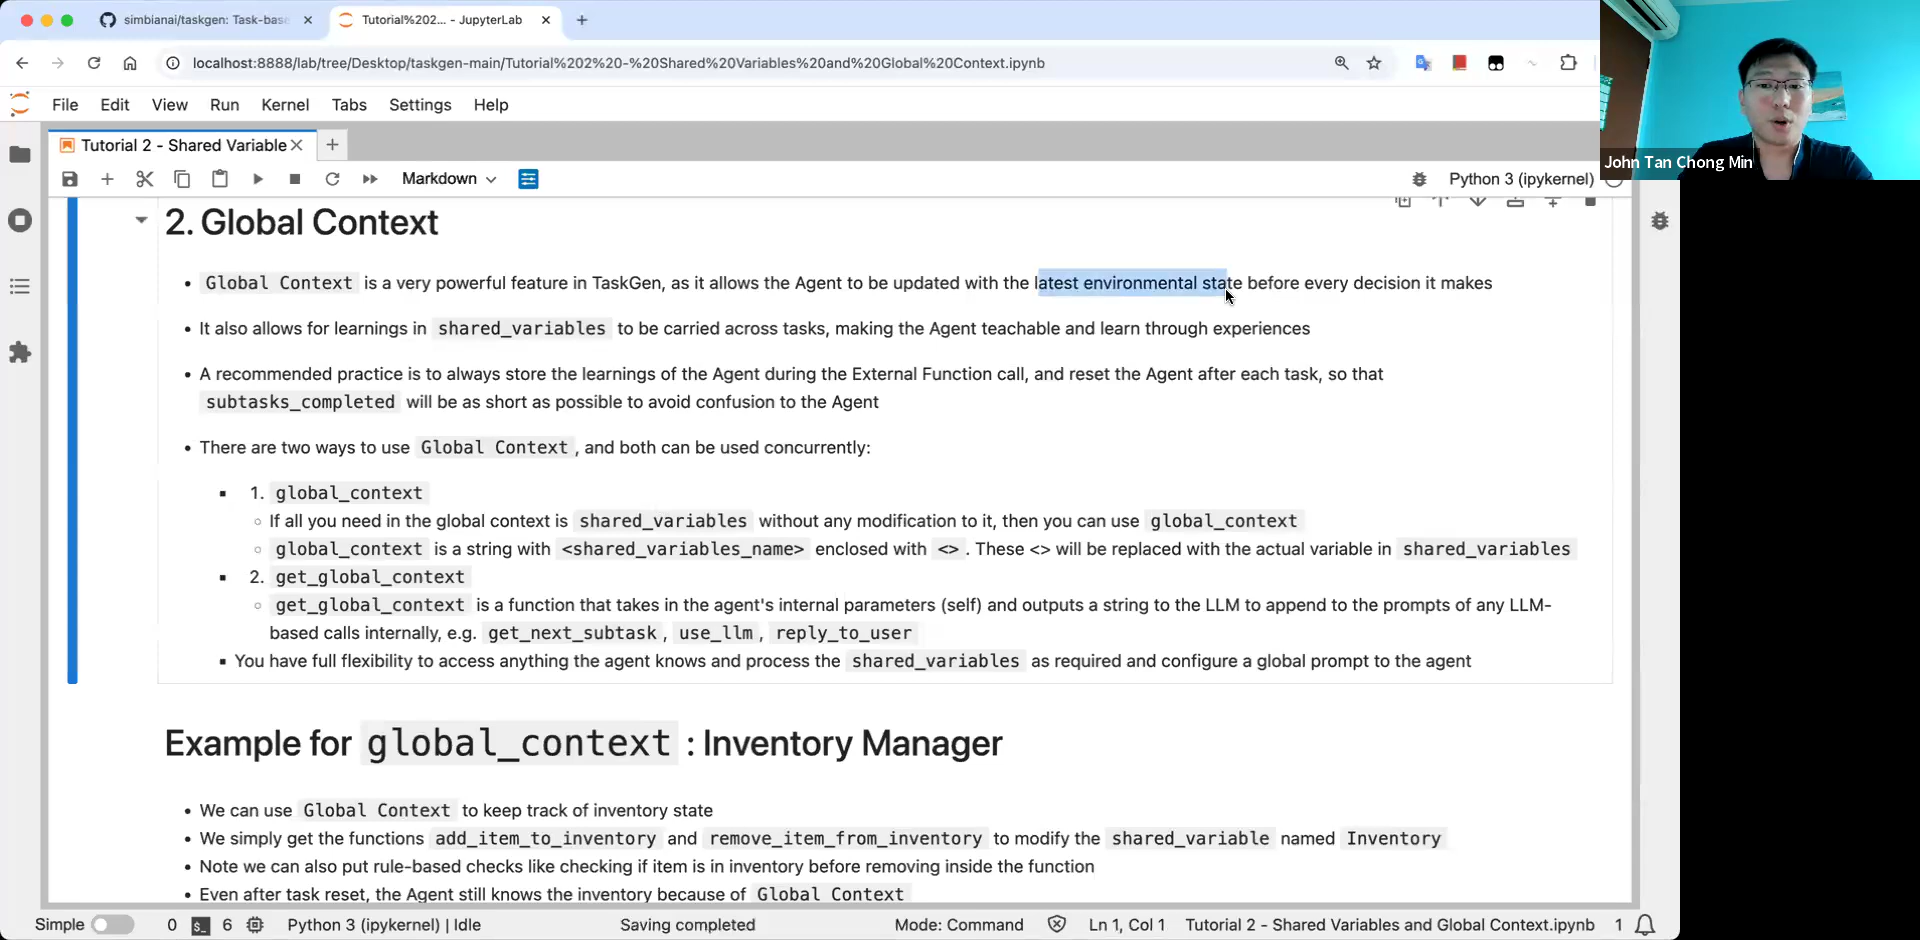 simbianai/taskgen: Task-base
Tutorial%202... - JupyterLab
localhost:8888/lab/tree/Desktop/taskgen-main/Tutorial%202%20-%20Shared%20Variables%20and%20Global%20Context.ipynb
File Edit View Run Kernel Tabs Settings Help
John Tan Chong Min
Tutorial 2 - Shared Variable
Markdown
Python 3 (ipykernel)
2. Global Context
• Global Context is a very powerful feature in TaskGen, as it allows the Agent to be updated with the latest environmental state before every decision it makes
• It also allows for learnings in shared_variables to be carried across tasks, making the Agent teachable and learn through experiences
• A recommended practice is to always store the learnings of the Agent during the External Function call, and reset the Agent after each task, so that
subtasks_completed will be as short as possible to avoid confusion to the Agent
• There are two ways to use Global Context, and both can be used concurrently:
▪ 1. global_context
◦ If all you need in the global context is shared_variables without any modification to it, then you can use global_context
◦ global_context is a string with <shared_variables_name> enclosed with <>. These <> will be replaced with the actual variable in shared_variables
▪ 2. get_global_context
◦ get_global_context is a function that takes in the agent's internal parameters (self) and outputs a string to the LLM to append to the prompts of any LLM-
based calls internally, e.g. get_next_subtask, use_llm, reply_to_user
▪ You have full flexibility to access anything the agent knows and process the shared_variables as required and configure a global prompt to the agent
Example for global_context : Inventory Manager
• We can use Global Context to keep track of inventory state
• We simply get the functions add_item_to_inventory and remove_item_from_inventory to modify the shared_variable named Inventory
• Note we can also put rule-based checks like checking if item is in inventory before removing inside the function
• Even after task reset, the Agent still knows the inventory because of Global Context
Simple 0 $_ 6 Python 3 (ipykernel) | Idle Saving completed Mode: Command Ln 1, Col 1 Tutorial 2 - Shared Variables and Global Context.ipynb 1